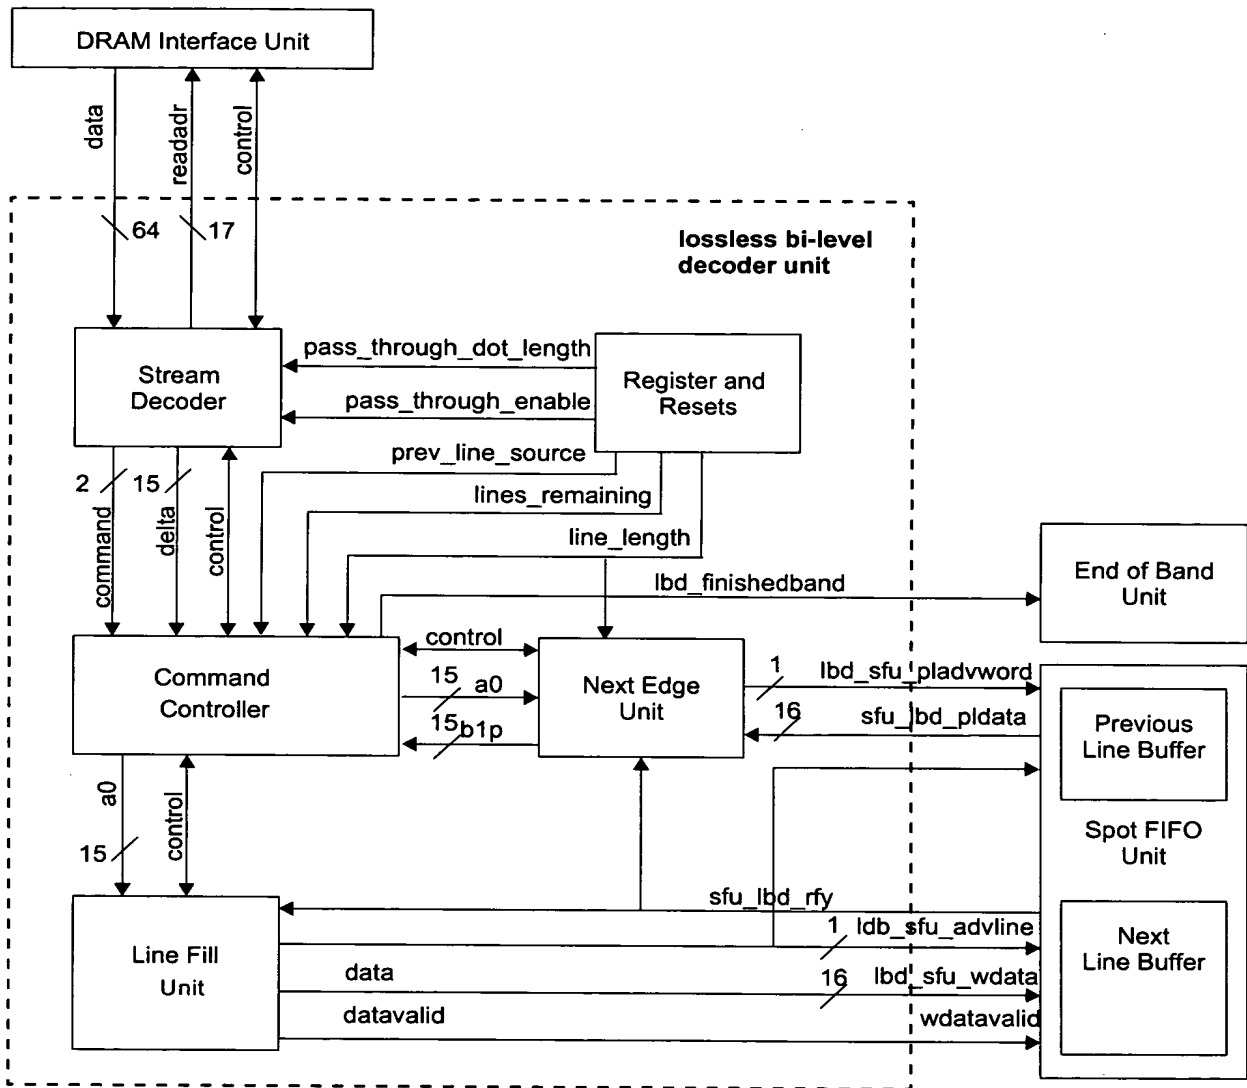 DRAM Interface Unit
data
readadr
control
64
17
lossless bi-level
decoder unit
Stream
Decoder
pass_through_dot_length
pass_through_enable
Register and
Resets
prev_line_source
lines_remaining
line_length
2
15
command
delta
control
lbd_finishedband
End of Band
Unit
Command
Controller
control
15
a0
15
b1p
Next Edge
Unit
1
lbd_sfu_pladvword
16
sfu_lbd_pldata
Previous
Line Buffer
Spot FIFO
Unit
a0
15
control
sfu_lbd_rfy
Line Fill
Unit
1
ldb_sfu_advline
data
16
lbd_sfu_wdata
datavalid
wdatavalid
Next
Line Buffer